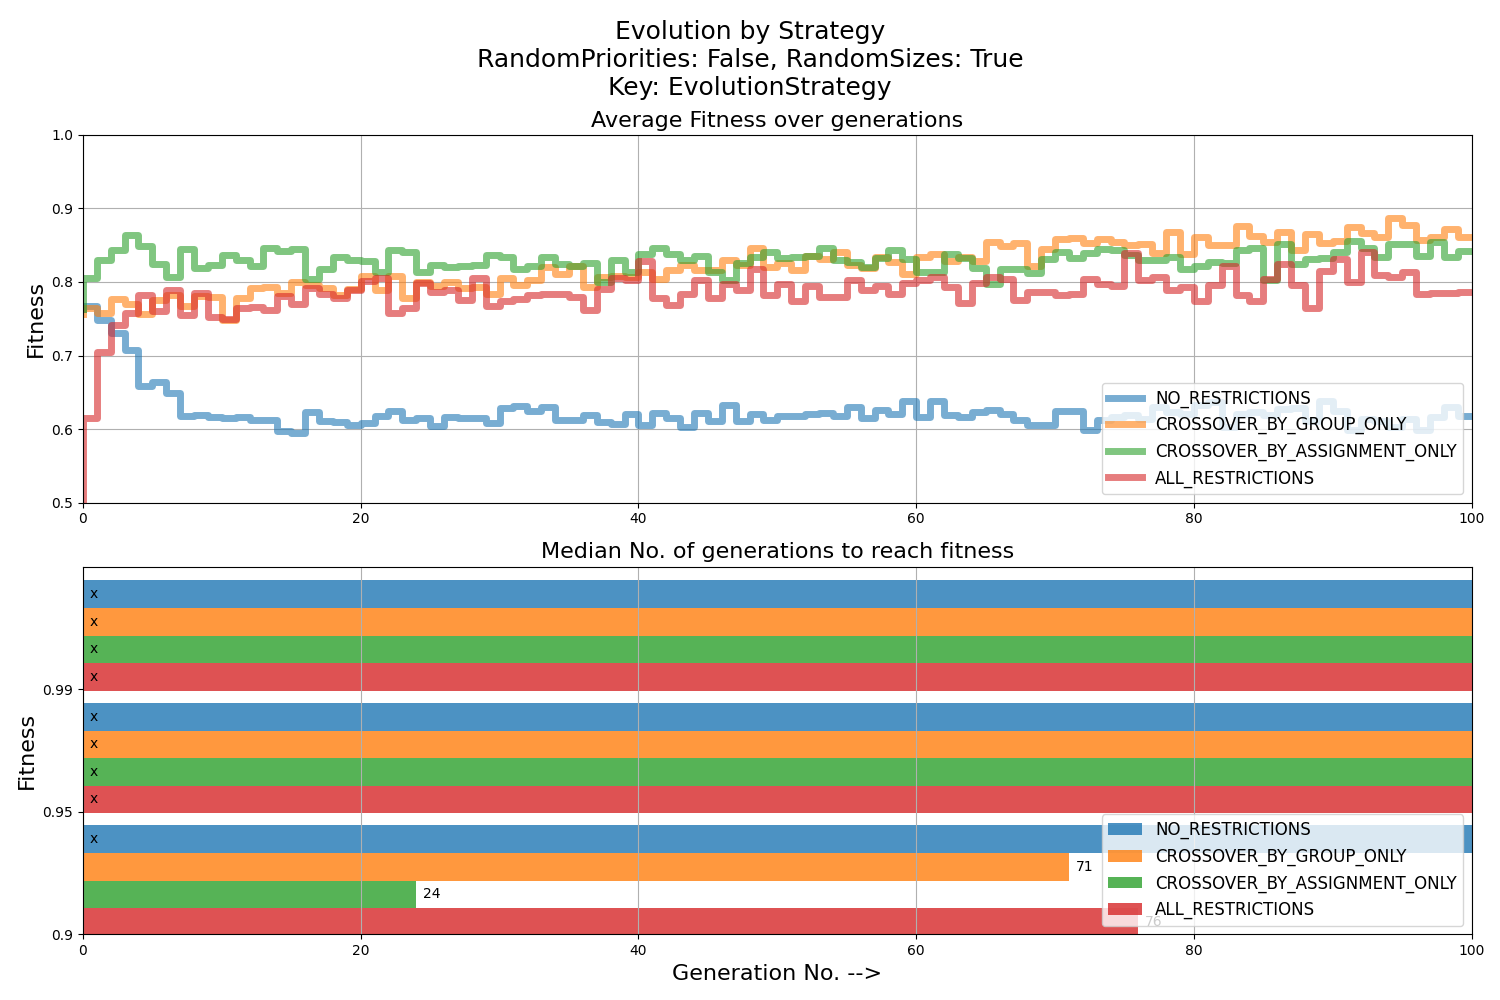 Evolution by Strategy
RandomPriorities: False, RandomSizes: True
Key: EvolutionStrategy
Average Fitness over generations
1.0
0.9
0.8
0.7
0.6
0.5
Fitness
NO_RESTRICTIONS
CROSSOVER_BY_GROUP_ONLY
CROSSOVER_BY_ASSIGNMENT_ONLY
ALL_RESTRICTIONS
0 20 40 60 80 100
Median No. of generations to reach fitness
x
x
x
x
0.99
x
x
x
x
0.95
Fitness
x
71
24
76
0.9
NO_RESTRICTIONS
CROSSOVER_BY_GROUP_ONLY
CROSSOVER_BY_ASSIGNMENT_ONLY
ALL_RESTRICTIONS
0 20 40 60 80 100
Generation No. -->